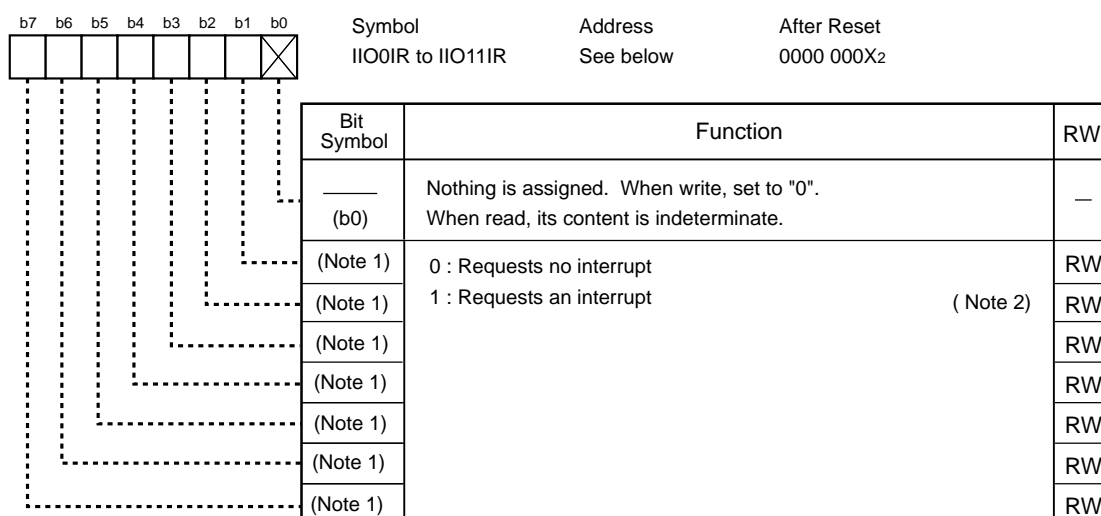 b7 b6 b5 b4 b3 b2 b1 b0
Symbol Address After Reset
IIO0IR to IIO11IR See below 0000 000X2
Bit Symbol Function RW
(b0) Nothing is assigned. When write, set to "0".
When read, its content is indeterminate. —
(Note 1) 0 : Requests no interrupt RW
(Note 1) 1 : Requests an interrupt ( Note 2) RW
(Note 1) RW
(Note 1) RW
(Note 1) RW
(Note 1) RW
(Note 1) RW